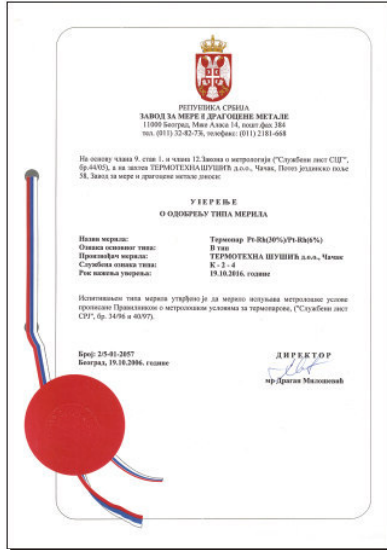 РЕПУБЛИКА СРБИЈА
ЗАВОД ЗА МЕРЕ И ДРАГОЦЕНЕ МЕТАЛЕ
11000 Београд, Мике Аласа 14, пошт.фах 384
тел. (011) 32-82-736, телефакс: (011) 2181-668
На основу члана 9. став 1. и члана 12.Закона о метрологији ("Службени лист СЦГ",
бр.44/05), а на захтев ТЕРМОТЕХНА ШУШИЋ д.о.о., Чачак, Потез јездинско поље
58, Завод за мере и драгоцене метале доноси:
УВЕРЕЊЕ
О ОДОБРЕЊУ ТИПА МЕРИЛА
Назив мерила: Термопар Pt-Rh(30%)/Pt-Rh(6%)
Ознака основног типа: B тип
Произвођач мерила: ТЕРМОТЕХНА ШУШИЋ д.о.о., Чачак
Службена ознака типа: К - 2 - 4
Рок важења уверења: 19.10.2016. године
Испитивањем типа мерила утврђено је да мерило испуњава метролошке услове
прописане Правилником о метролошким условима за термопарове, ("Службени лист
СРЈ", бр. 34/96 и 40/97).
Број: 2/5-01-2057
Београд, 19.10.2006. године
ДИРЕКТОР
мр Драган Милошевић